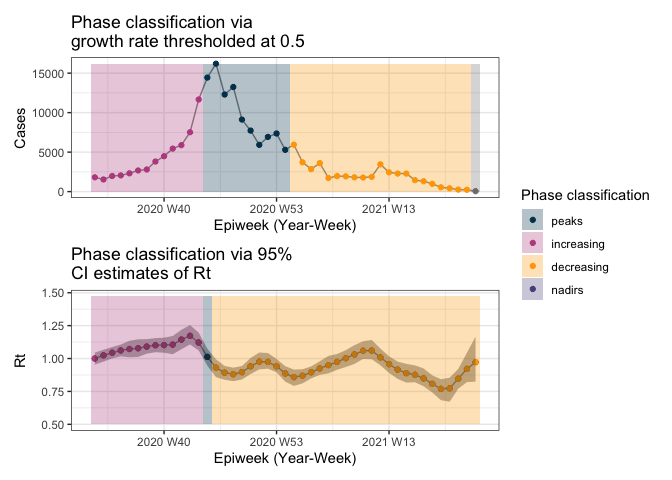 Phase classification via
growth rate thresholded at 0.5
15000
10000
5000
0
Cases
2020 W40
2020 W53
2021 W13
Epiweek (Year-Week)
Phase classification via 95%
CI estimates of Rt
1.50
1.25
1.00
0.75
0.50
Rt
2020 W40
2020 W53
2021 W13
Epiweek (Year-Week)
Phase classification
peaks
increasing
decreasing
nadirs